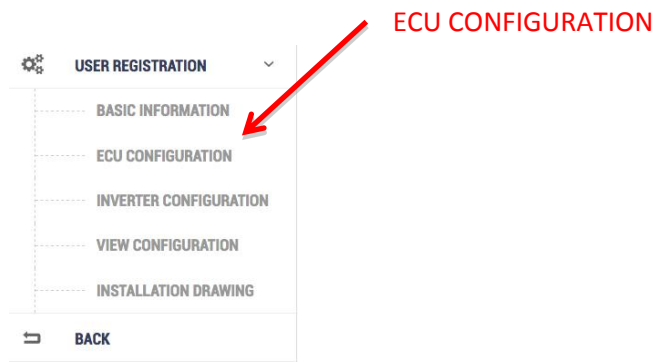 ECU CONFIGURATION
USER REGISTRATION
BASIC INFORMATION
ECU CONFIGURATION
INVERTER CONFIGURATION
VIEW CONFIGURATION
INSTALLATION DRAWING
BACK